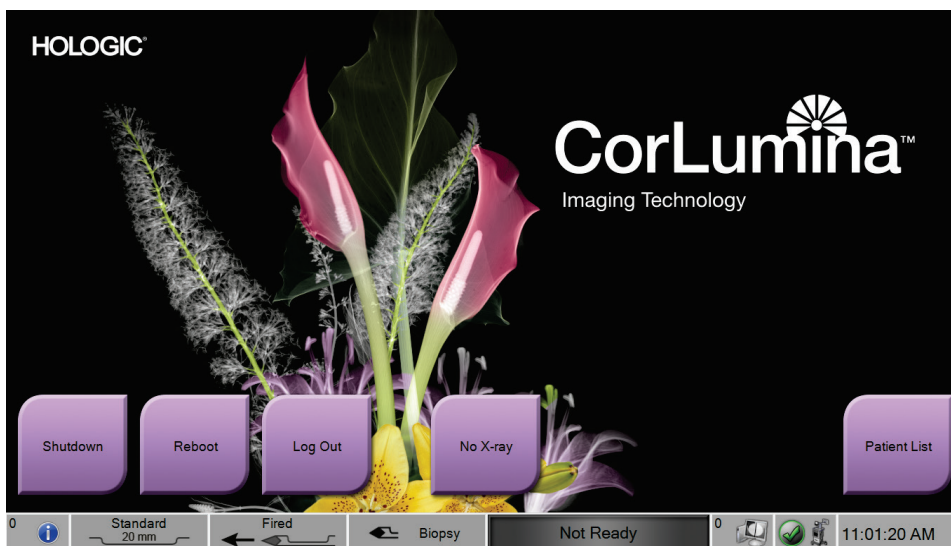 HOLOGIC®
CorLumina™
Imaging Technology
Shutdown
Reboot
Log Out
No X-ray
Patient List
0
i
Standard
20 mm
Fired
Biopsy
Not Ready
0
11:01:20 AM